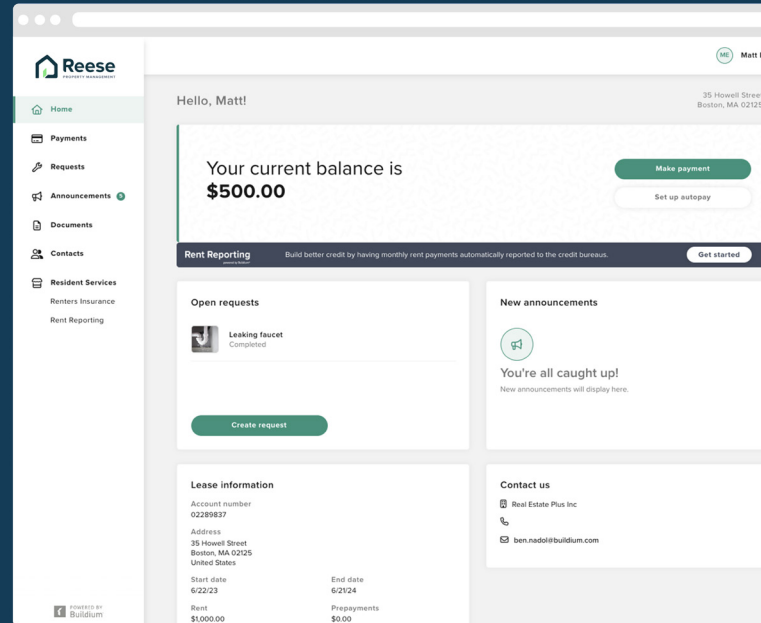 Reese
PROPERTY MANAGEMENT
ME Matt
Home
Payments
Requests
Announcements
Documents
Contacts
Resident Services
Renters Insurance
Rent Reporting
POWERED BY
Buildium
Hello, Matt!
35 Howell Street
Boston, MA 02125
Your current balance is
$500.00
Make payment
Set up autopay
Rent Reporting
powered by Buildium
Build better credit by having monthly rent payments automatically reported to the credit bureaus.
Get started
Open requests
Leaking faucet
Completed
Create request
New announcements
You're all caught up!
New announcements will display here.
Lease information
Account number
02289837
Address
35 Howell Street
Boston, MA 02125
United States
Start date End date
6/22/23 6/21/24
Rent Prepayments
$1,000.00 $0.00
Contact us
Real Estate Plus Inc
ben.nadol@buildium.com